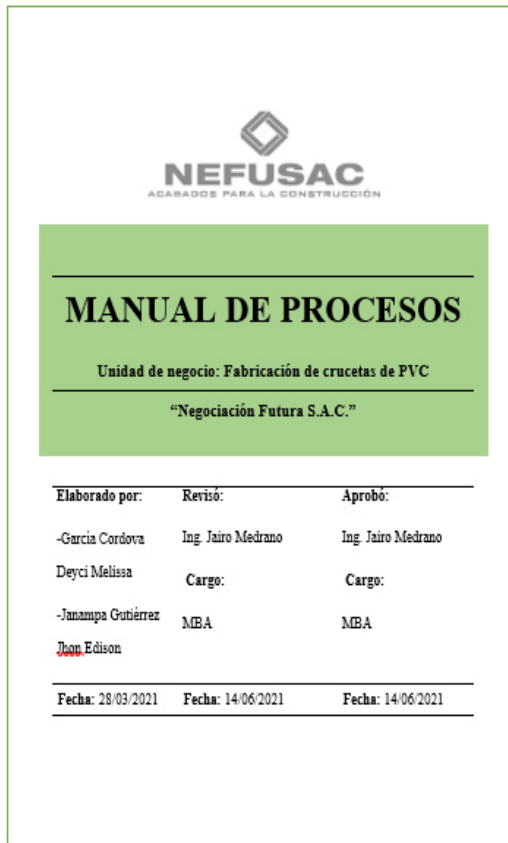 NEFUSAC
ACABADOS PARA LA CONSTRUCCIÓN
MANUAL DE PROCESOS
Unidad de negocio: Fabricación de crucetas de PVC
“Negociación Futura S.A.C.”
Elaborado por: Revisó: Aprobó:
-Garcia Cordova Ing. Jairo Medrano Ing. Jairo Medrano
Deyci Melissa Cargo: Cargo:
-Janampa Gutiérrez MBA MBA
Jhon Edison
Fecha: 28/03/2021 Fecha: 14/06/2021 Fecha: 14/06/2021